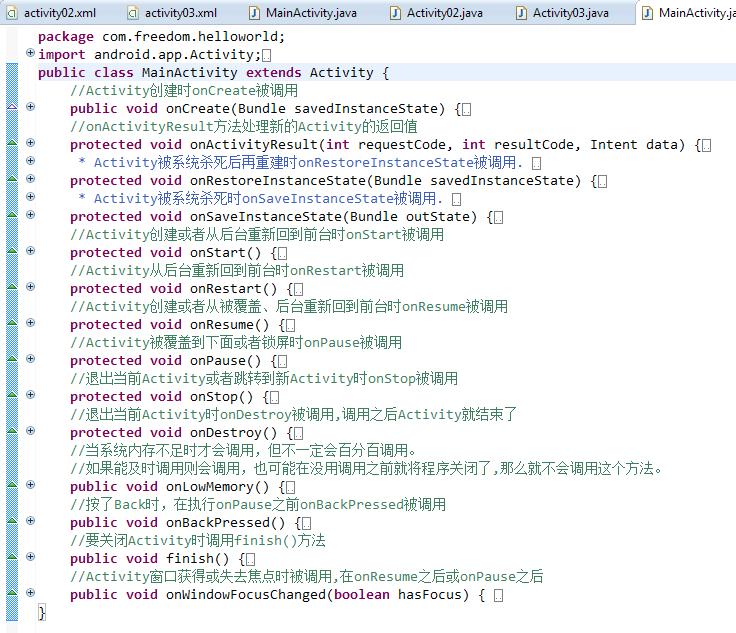 activity02.xml activity03.xml MainActivity.java Activity02.java Activity03.java MainActivity.ja
package com.freedom.helloworld;
import android.app.Activity;
public class MainActivity extends Activity {
//Activity创建时onCreate被调用
public void onCreate(Bundle savedInstanceState) {
//onActivityResult方法处理新的Activity的返回值
protected void onActivityResult(int requestCode, int resultCode, Intent data) {
* Activity被系统杀死后再重建时onRestoreInstanceState被调用.
protected void onRestoreInstanceState(Bundle savedInstanceState) {
* Activity被系统杀死时onSaveInstanceState被调用.
protected void onSaveInstanceState(Bundle outState) {
//Activity创建或者从后台重新回到前台时onStart被调用
protected void onStart() {
//Activity从后台重新回到前台时onRestart被调用
protected void onRestart() {
//Activity创建或者从被覆盖、后台重新回到前台时onResume被调用
protected void onResume() {
//Activity被覆盖到下面或者锁屏时onPause被调用
protected void onPause() {
//退出当前Activity或者跳转到新Activity时onStop被调用
protected void onStop() {
//退出当前Activity时onDestroy被调用,调用之后Activity就结束了
protected void onDestroy() {
//当系统内存不足时才会调用，但不一定会百分百调用。
//如果能及时调用则会调用，也可能在没用调用之前就将程序关闭了,那么就不会调用这个方法。
public void onLowMemory() {
//按了Back时，在执行onPause之前onBackPressed被调用
public void onBackPressed() {
//要关闭Activity时调用finish()方法
public void finish() {
//Activity窗口获得或失去焦点时被调用,在onResume之后或onPause之后
public void onWindowFocusChanged(boolean hasFocus) {
}